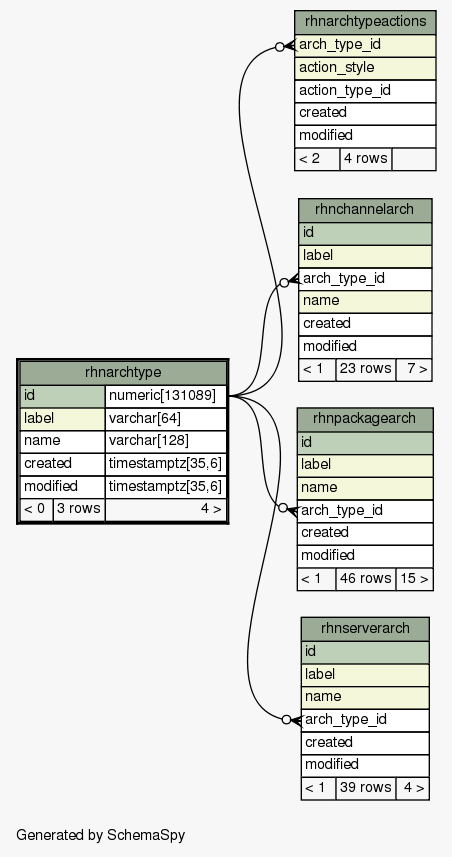 rhnarchtypeactions
arch_type_id
action_style
action_type_id
created
modified
< 2 4 rows
rhnchannelarch
id
label
arch_type_id
name
created
modified
< 1 23 rows 7 >
rhnarchtype
id numeric[131089]
label varchar[64]
name varchar[128]
created timestamptz[35,6]
modified timestamptz[35,6]
< 0 3 rows 4 >
rhnpackagearch
id
label
name
arch_type_id
created
modified
< 1 46 rows 15 >
rhnserverarch
id
label
name
arch_type_id
created
modified
< 1 39 rows 4 >
Generated by SchemaSpy